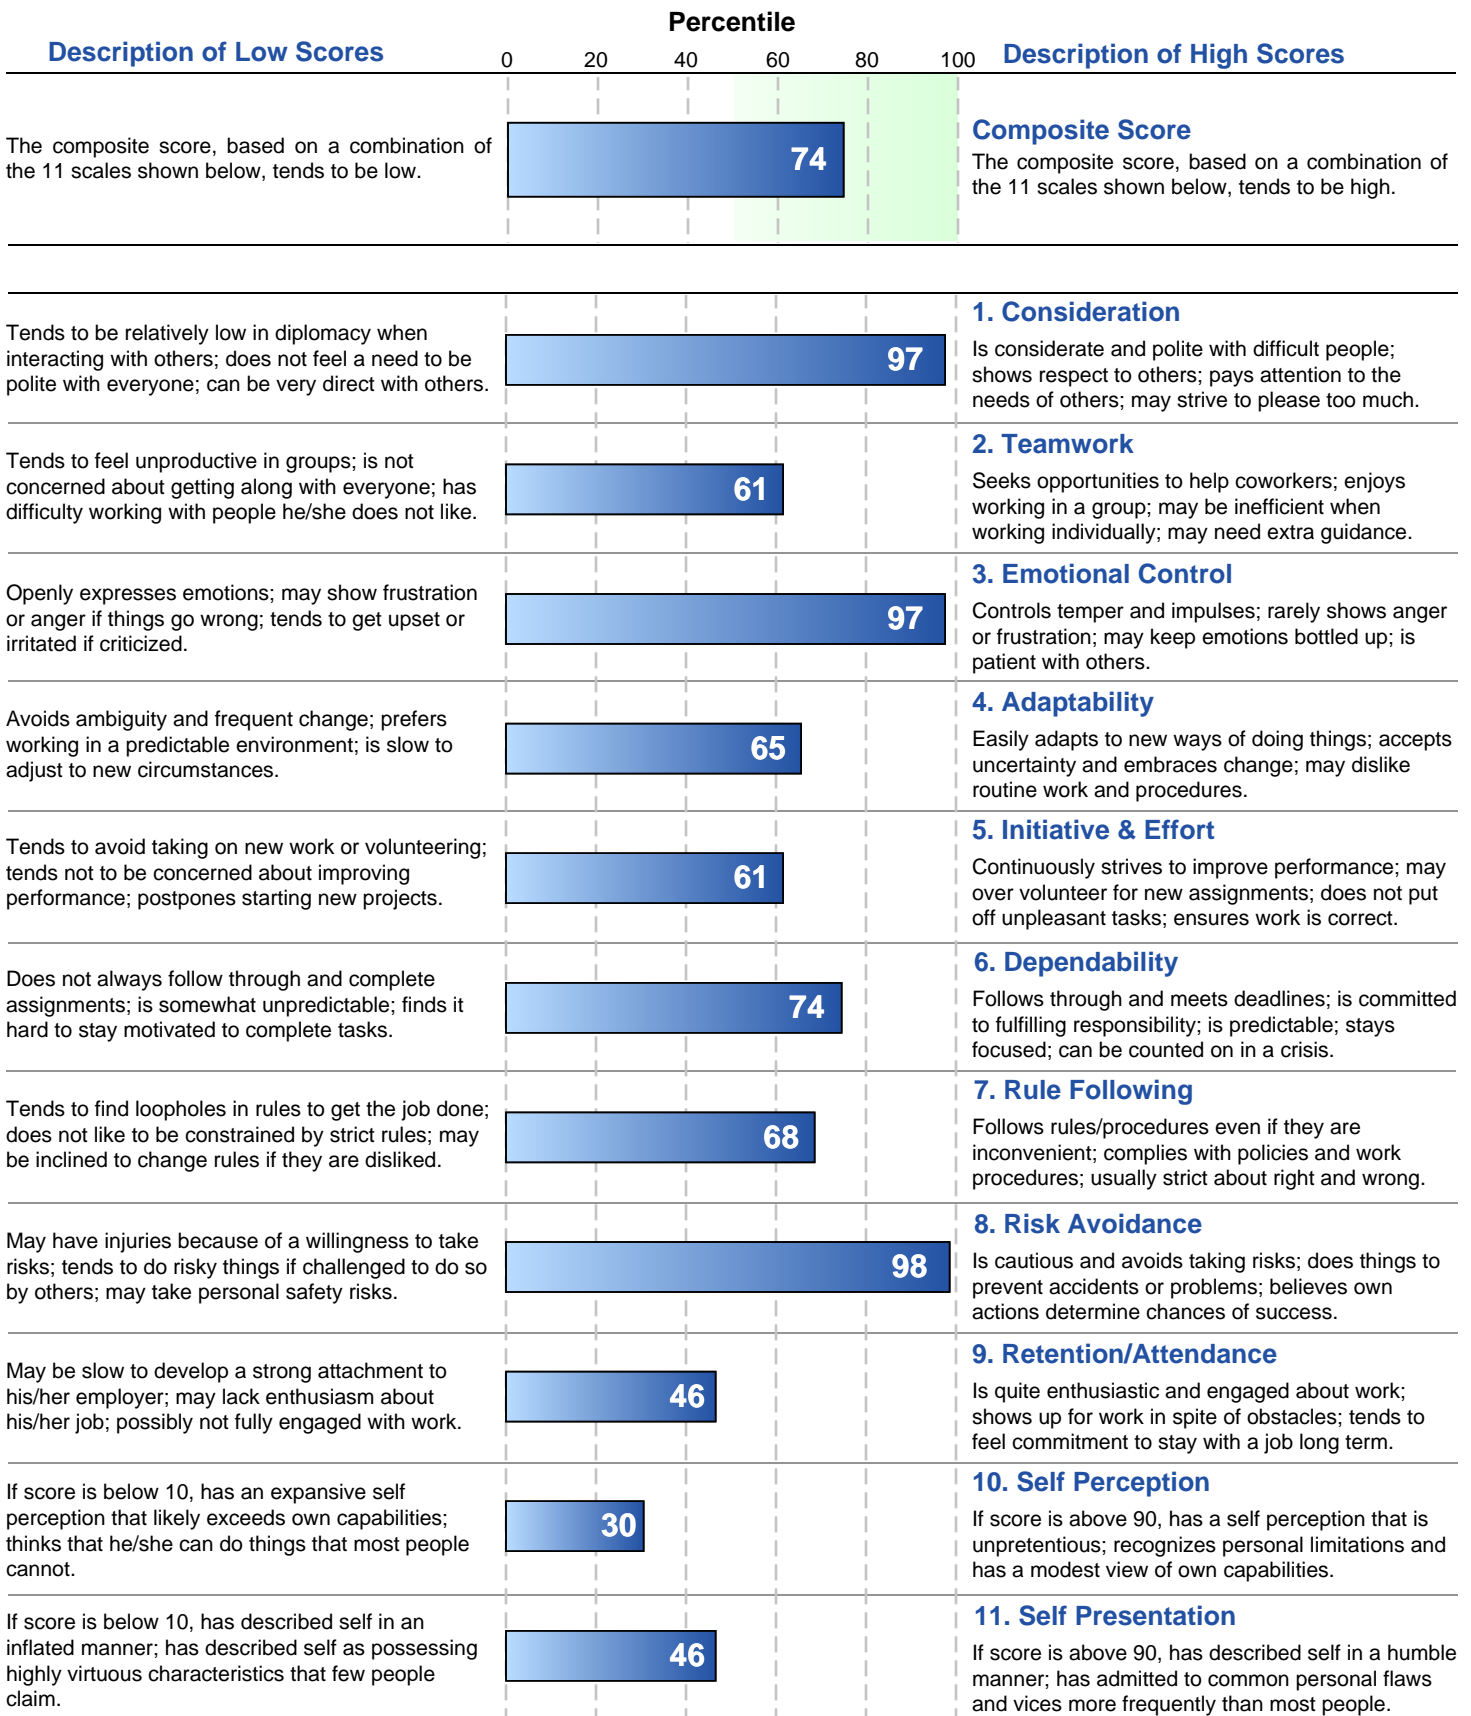 Percentile
Description of Low Scores
0 20 40 60 80 100
Description of High Scores
The composite score, based on a combination of
the 11 scales shown below, tends to be low.
74
Composite Score
The composite score, based on a combination of
the 11 scales shown below, tends to be high.
Tends to be relatively low in diplomacy when
interacting with others; does not feel a need to be
polite with everyone; can be very direct with others.
97
1. Consideration
Is considerate and polite with difficult people;
shows respect to others; pays attention to the
needs of others; may strive to please too much.
Tends to feel unproductive in groups; is not
concerned about getting along with everyone; has
difficulty working with people he/she does not like.
61
2. Teamwork
Seeks opportunities to help coworkers; enjoys
working in a group; may be inefficient when
working individually; may need extra guidance.
Openly expresses emotions; may show frustration
or anger if things go wrong; tends to get upset or
irritated if criticized.
97
3. Emotional Control
Controls temper and impulses; rarely shows anger
or frustration; may keep emotions bottled up; is
patient with others.
Avoids ambiguity and frequent change; prefers
working in a predictable environment; is slow to
adjust to new circumstances.
65
4. Adaptability
Easily adapts to new ways of doing things; accepts
uncertainty and embraces change; may dislike
routine work and procedures.
Tends to avoid taking on new work or volunteering;
tends not to be concerned about improving
performance; postpones starting new projects.
61
5. Initiative & Effort
Continuously strives to improve performance; may
over volunteer for new assignments; does not put
off unpleasant tasks; ensures work is correct.
Does not always follow through and complete
assignments; is somewhat unpredictable; finds it
hard to stay motivated to complete tasks.
74
6. Dependability
Follows through and meets deadlines; is committed
to fulfilling responsibility; is predictable; stays
focused; can be counted on in a crisis.
Tends to find loopholes in rules to get the job done;
does not like to be constrained by strict rules; may
be inclined to change rules if they are disliked.
68
7. Rule Following
Follows rules/procedures even if they are
inconvenient; complies with policies and work
procedures; usually strict about right and wrong.
May have injuries because of a willingness to take
risks; tends to do risky things if challenged to do so
by others; may take personal safety risks.
98
8. Risk Avoidance
Is cautious and avoids taking risks; does things to
prevent accidents or problems; believes own
actions determine chances of success.
May be slow to develop a strong attachment to
his/her employer; may lack enthusiasm about
his/her job; possibly not fully engaged with work.
46
9. Retention/Attendance
Is quite enthusiastic and engaged about work;
shows up for work in spite of obstacles; tends to
feel commitment to stay with a job long term.
If score is below 10, has an expansive self
perception that likely exceeds own capabilities;
thinks that he/she can do things that most people
cannot.
30
10. Self Perception
If score is above 90, has a self perception that is
unpretentious; recognizes personal limitations and
has a modest view of own capabilities.
If score is below 10, has described self in an
inflated manner; has described self as possessing
highly virtuous characteristics that few people
claim.
46
11. Self Presentation
If score is above 90, has described self in a humble
manner; has admitted to common personal flaws
and vices more frequently than most people.